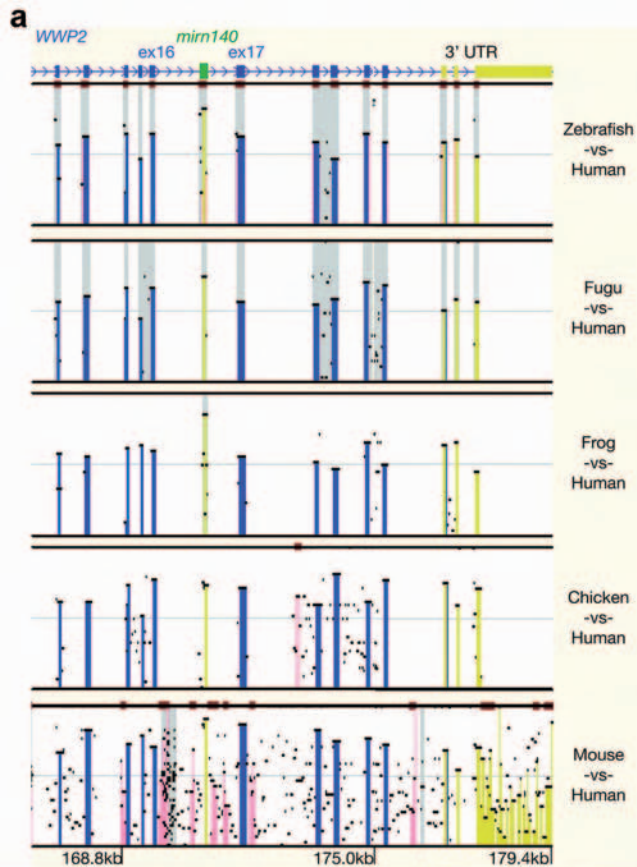 a
WWP2
mirn140
ex16
ex17
3' UTR
Zebrafish
-vs-
Human
Fugu
-vs-
Human
Frog
-vs-
Human
Chicken
-vs-
Human
Mouse
-vs-
Human
168.8kb
175.0kb
179.4kb